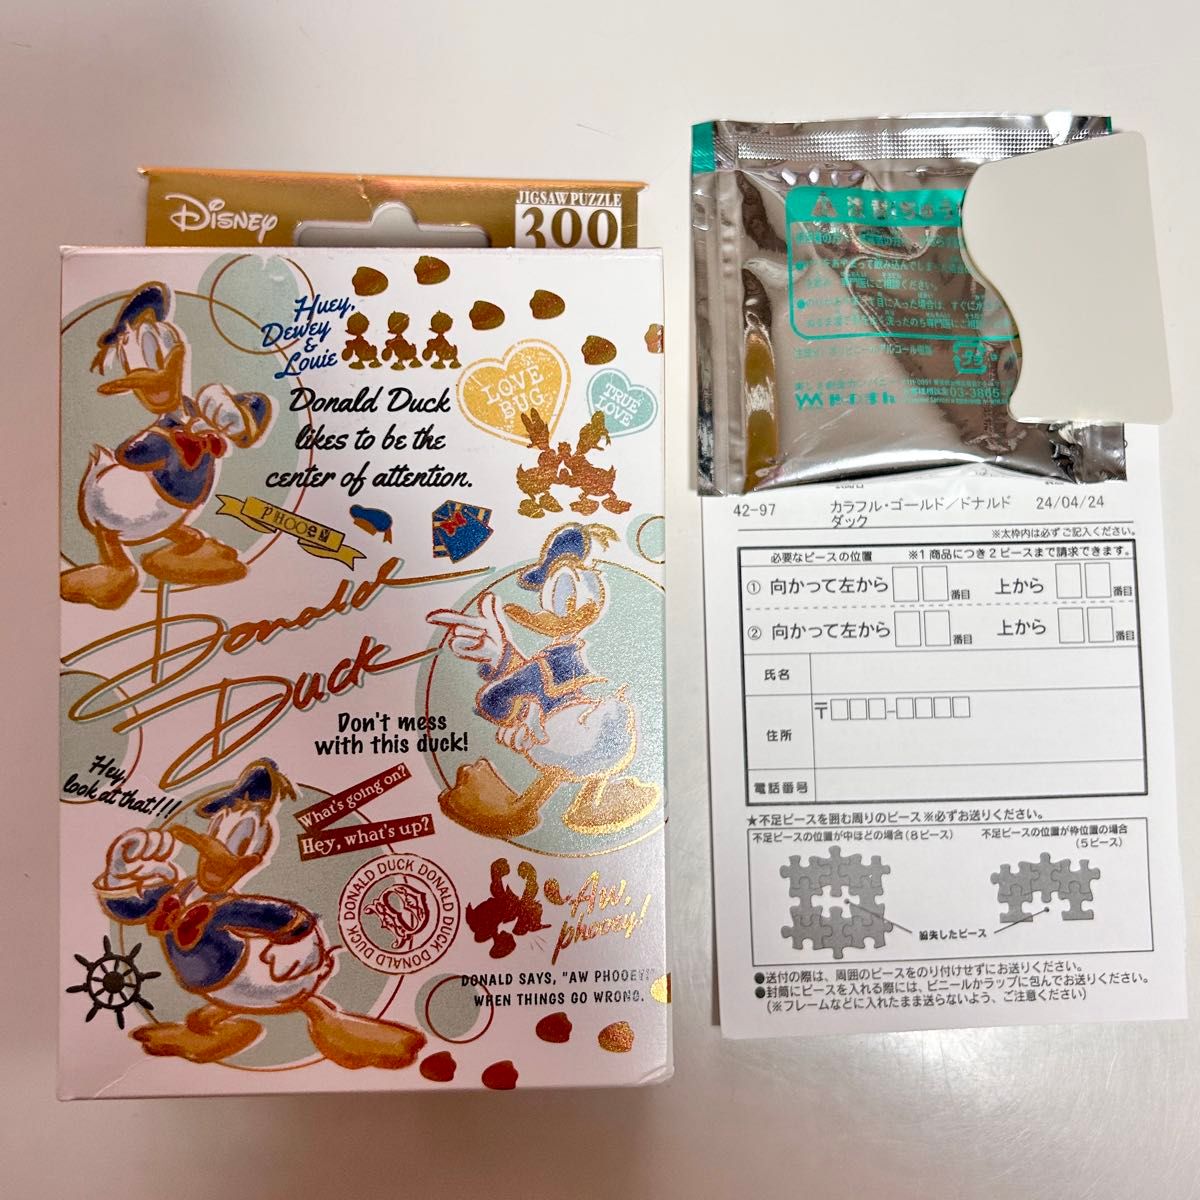 Disney
JIGSAW PUZZLE
300
Huey,
Dewey
&
Louie
LOVE
BUG
TRUE
LOVE
Donald Duck
likes to be the
center of attention.
PHOOEY
Donald
Duck
Don't mess
with this duck!
Hey,
look at that!!!
What's going on?
Hey, what's up?
DONALD DUCK DONALD DUCK DONALD DUCK
Aw,
phooey!
DONALD SAYS, "AW PHOOEY!"
WHEN THINGS GO WRONG.
やのまん
03-3865-
42-97
カラフル・ゴールド/ドナルド
ダック
24/04/24
※太枠内は必ずご記入ください。
必要なピースの位置 ※1商品につき2ピースまで請求できます。
① 向かって左から 番目 上から 番目
② 向かって左から 番目 上から 番目
氏名
住所 〒 -
電話番号
★不足ピースを囲む周りのピース※必ずお送りください。
不足ピースの位置が中ほどの場合(8ピース)
不足ピースの位置が枠位置の場合
(5ピース)
紛失したピース
●送付の際は、周囲のピースをのり付けせずにお送りください。
●封筒にピースを入れる際には、ビニールかラップに包んでお送りください。
(※フレームなどに入れたまま送らないよう、ご注意ください)